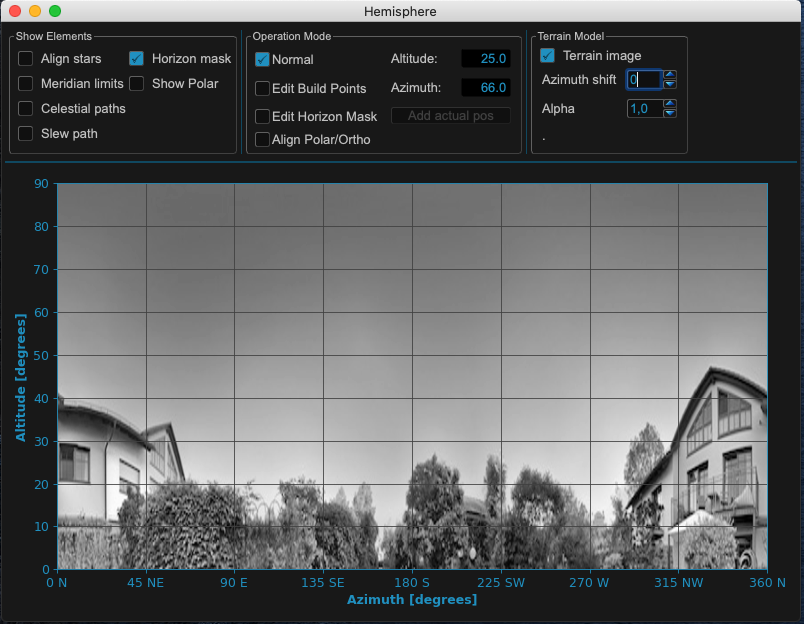 Hemisphere
Show Elements
Align stars
Horizon mask
Meridian limits
Show Polar
Celestial paths
Slew path
Operation Mode
Normal
Altitude: 25.0
Edit Build Points
Azimuth: 66.0
Edit Horizon Mask
Add actual pos
Align Polar/Ortho
Terrain Model
Terrain image
Azimuth shift 0
Alpha 1,0
.
Altitude [degrees]
90
80
70
60
50
40
30
20
10
0
0 N 45 NE 90 E 135 SE 180 S 225 SW 270 W 315 NW 360 N
Azimuth [degrees]